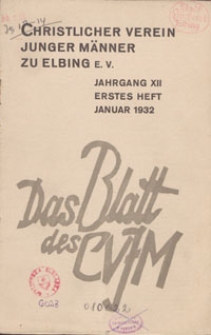 CHRISTLICHER VEREIN
JUNGER MÄNNER
ZU ELBING E. V.
JAHRGANG XII
ERSTES HEFT
JANUAR 1932
Das Blatt
des CVJM